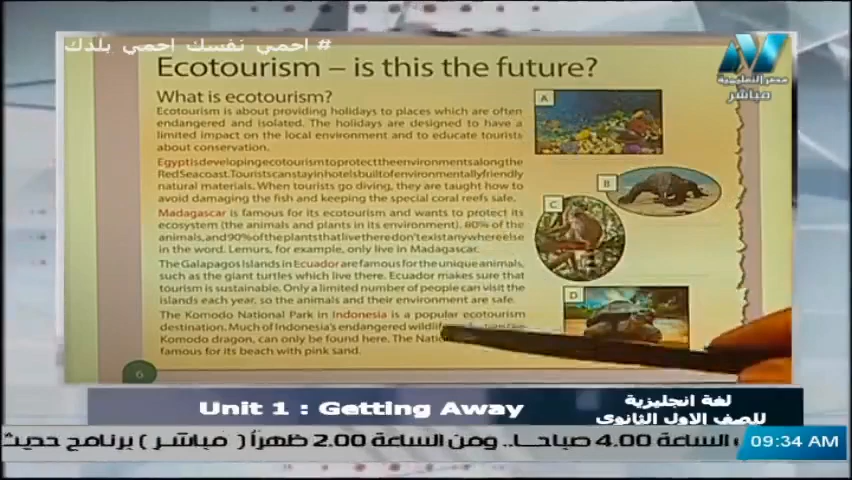 # احمي نفسك احمي بلدك
مصر التعليمية
مباشر
Ecotourism – is this the future?
What is ecotourism?
Ecotourism is about providing holidays to places which are often
endangered and isolated. The holidays are designed to have a
limited impact on the local environment and to educate tourists
about conservation.
Egypt is developing ecotourism to protect the environments along the
Red Sea coast. Tourists can stay in hotels built of environmentally friendly
natural materials. When tourists go diving, they are taught how to
avoid damaging the fish and keeping the special coral reefs safe.
Madagascar is famous for its ecotourism and wants to protect its
ecosystem (the animals and plants in its environment). 80% of the
animals, and 90% of the plants that live there don't exist anywhere else
in the word. Lemurs, for example, only live in Madagascar.
The Galapagos Islands in Ecuador are famous for the unique animals,
such as the giant turtles which live there. Ecuador makes sure that
tourism is sustainable. Only a limited number of people can visit the
islands each year, so the animals and their environment are safe.
The Komodo National Park in Indonesia is a popular ecotourism
destination. Much of Indonesia's endangered
Komodo dragon, can only be found here. The
famous for its beach with pink sand.
A
B
C
D
6
Unit 1 : Getting Away
لغة انجليزية
للصف الاول الثانوى
الساعة 4.00 صباحا.. ومن الساعة 2.00 ظهراً ( مباشر ) برنامج حديث
09:34 AM